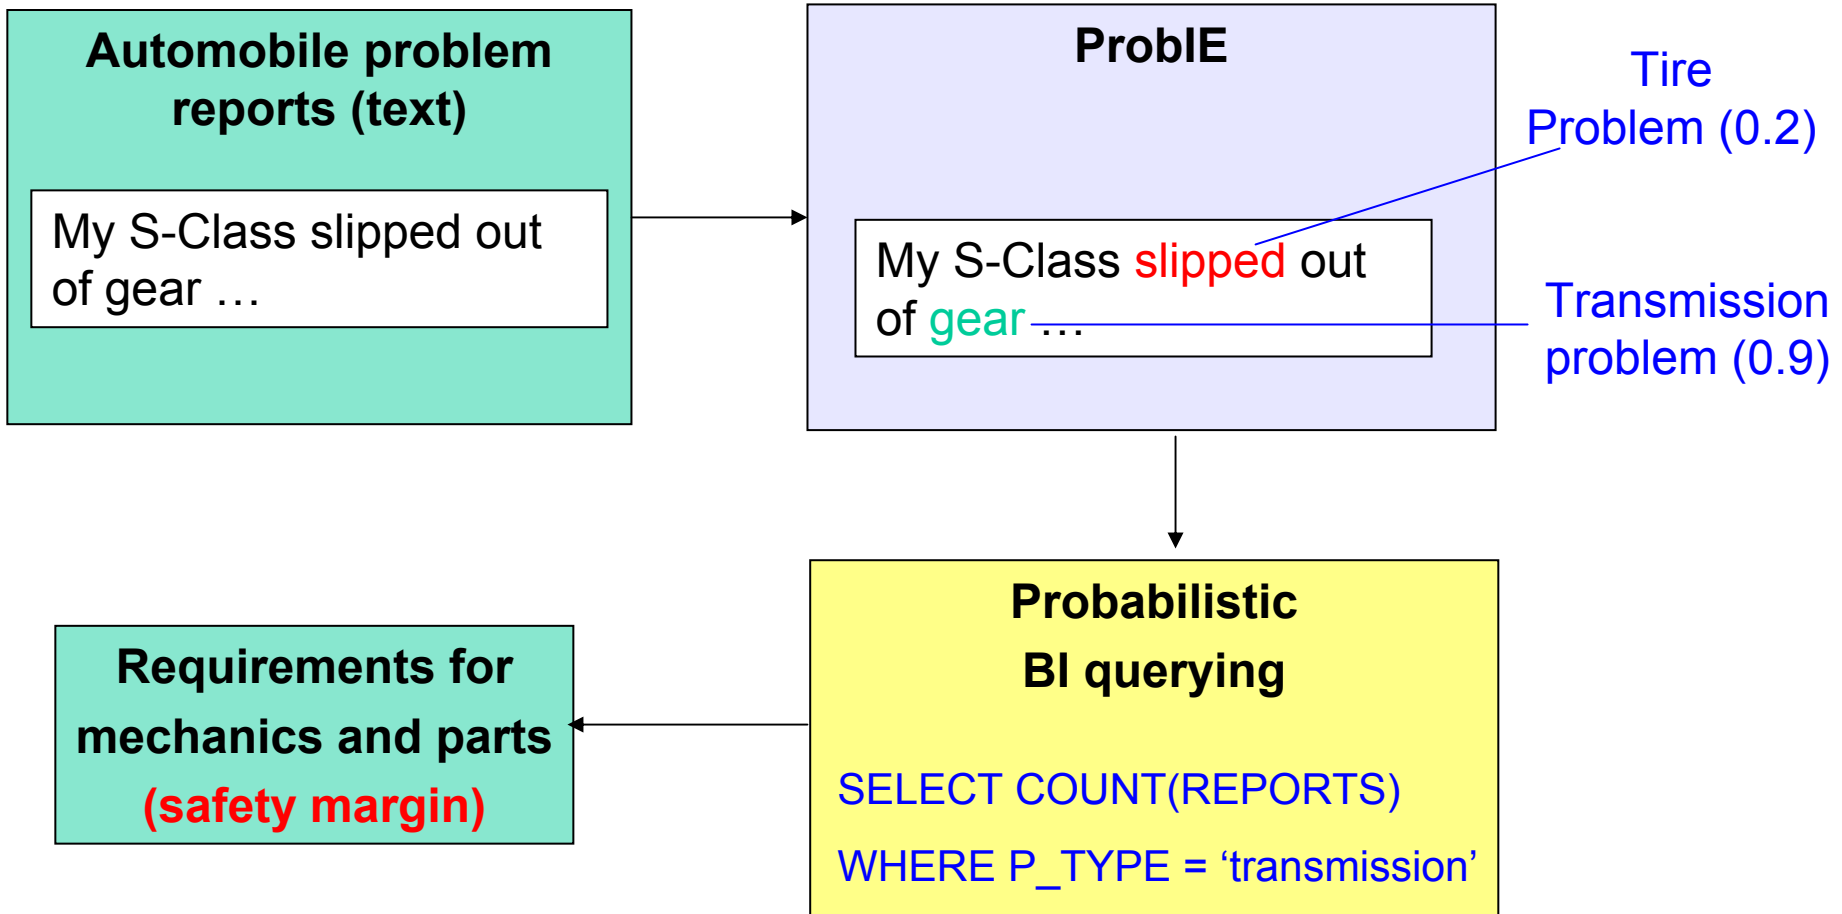 Automobile problem
reports (text)
My S-Class slipped out
of gear …
ProbIE
My S-Class slipped out
of gear …
Tire
Problem (0.2)
Transmission
problem (0.9)
Probabilistic
BI querying
SELECT COUNT(REPORTS)
WHERE P_TYPE = ‘transmission’
Requirements for
mechanics and parts
(safety margin)